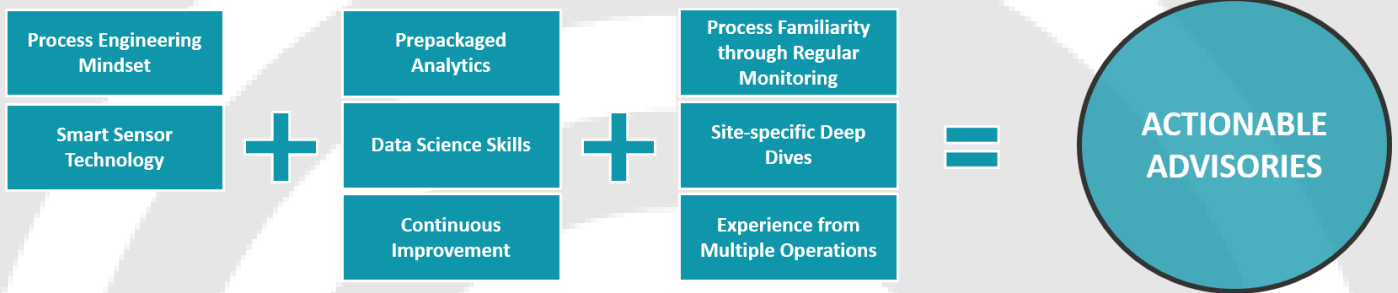 Process Engineering
Mindset
Smart Sensor
Technology
+
Prepackaged
Analytics
Data Science Skills
Continuous
Improvement
+
Process Familiarity
through Regular
Monitoring
Site-specific Deep
Dives
Experience from
Multiple Operations
=
ACTIONABLE
ADVISORIES